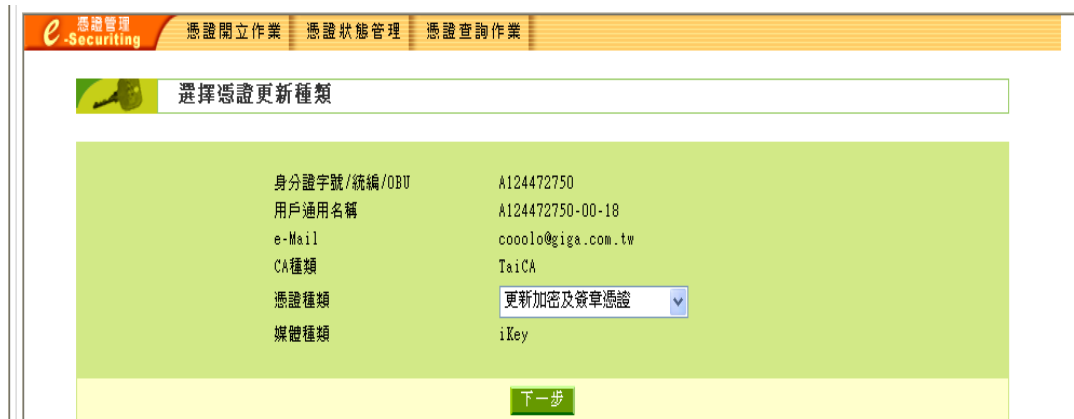 e-Securiting 憑證管理 憑證開立作業 憑證狀態管理 憑證查詢作業
選擇憑證更新種類
身分證字號/統編/OBU A124472750
用戶通用名稱 A124472750-00-18
e-Mail cooolo@giga.com.tw
CA種類 TaiCA
憑證種類 更新加密及簽章憑證
媒體種類 iKey
下一步